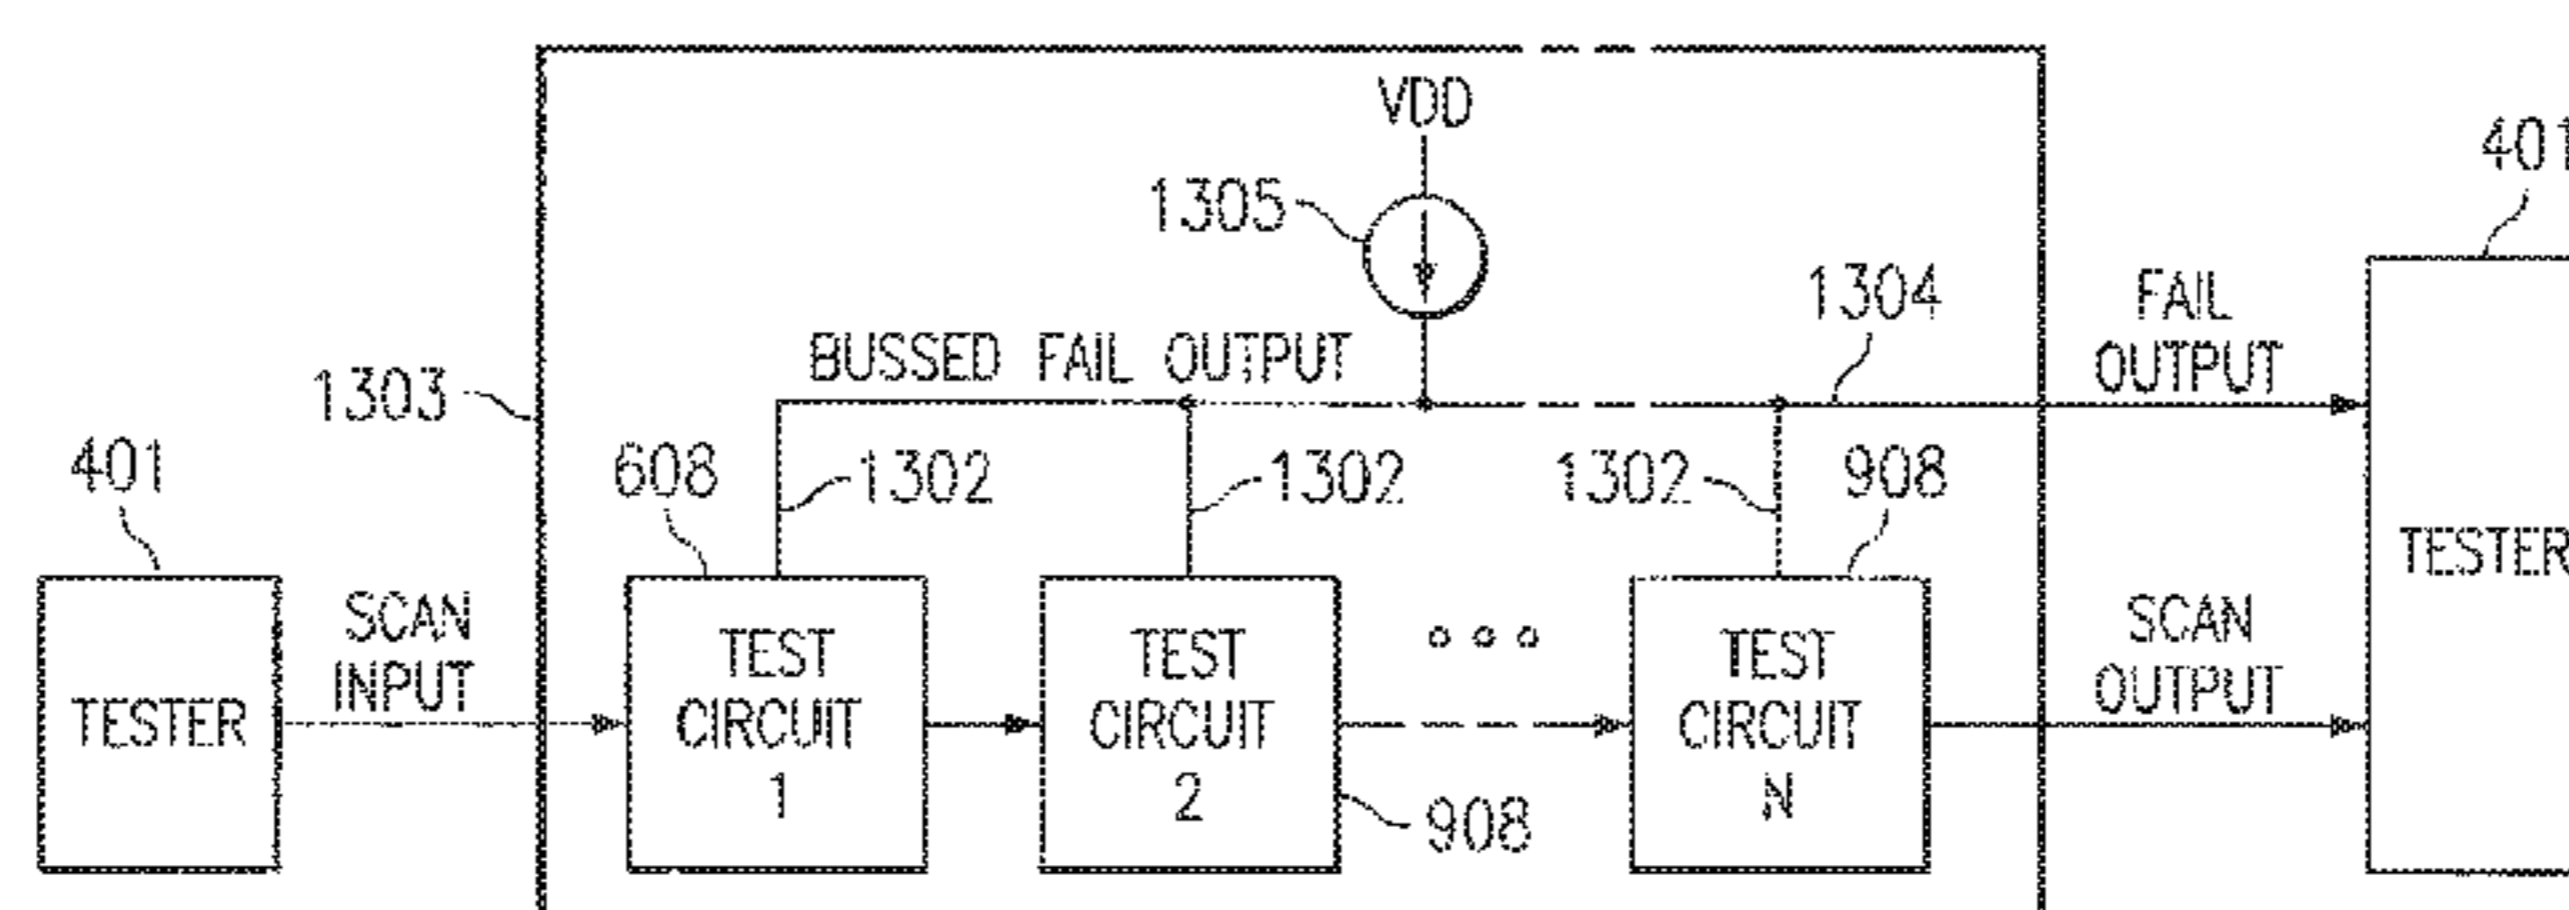 VDD
401
1305
1304
FAIL
OUTPUT
BUSSED FAIL OUTPUT
1303
401
608
1302
1302
1302
908
SCAN
INPUT
TESTER
TEST
CIRCUIT
1
TEST
CIRCUIT
2
908
TEST
CIRCUIT
N
SCAN
OUTPUT
TESTER